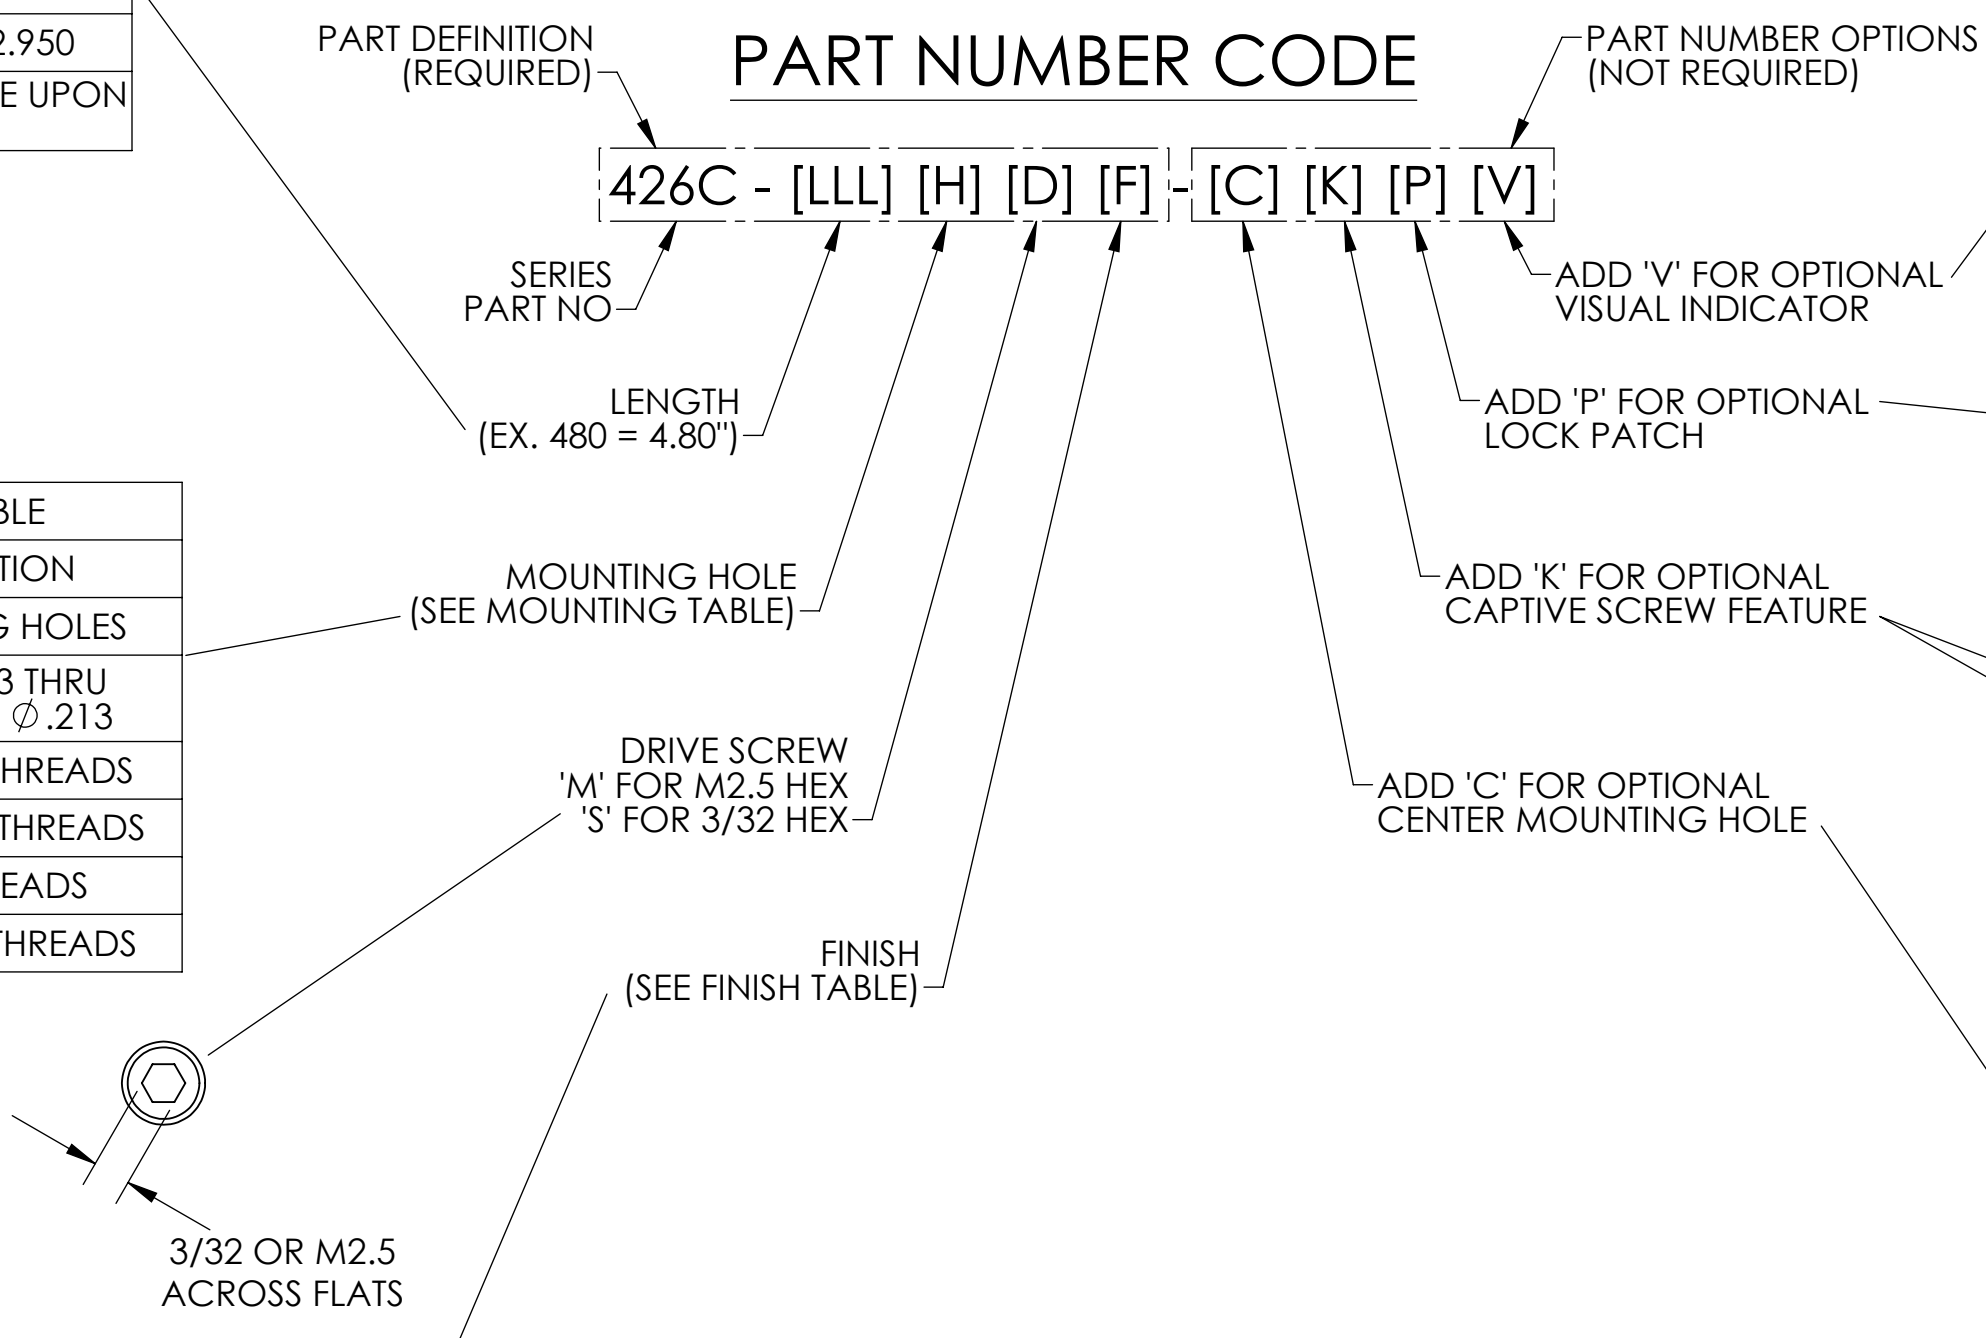 2.950
E UPON
PART DEFINITION
(REQUIRED)
PART NUMBER CODE
PART NUMBER OPTIONS
(NOT REQUIRED)
426C - [LLL] [H] [D] [F] - [C] [K] [P] [V]
SERIES
PART NO
ADD 'V' FOR OPTIONAL
VISUAL INDICATOR
LENGTH
(EX. 480 = 4.80")
ADD 'P' FOR OPTIONAL
LOCK PATCH
BLE
TION
G HOLES
3 THRU
Ø.213
HREADS
THREADS
EADS
THREADS
MOUNTING HOLE
(SEE MOUNTING TABLE)
ADD 'K' FOR OPTIONAL
CAPTIVE SCREW FEATURE
DRIVE SCREW
'M' FOR M2.5 HEX
'S' FOR 3/32 HEX
ADD 'C' FOR OPTIONAL
CENTER MOUNTING HOLE
FINISH
(SEE FINISH TABLE)
3/32 OR M2.5
ACROSS FLATS